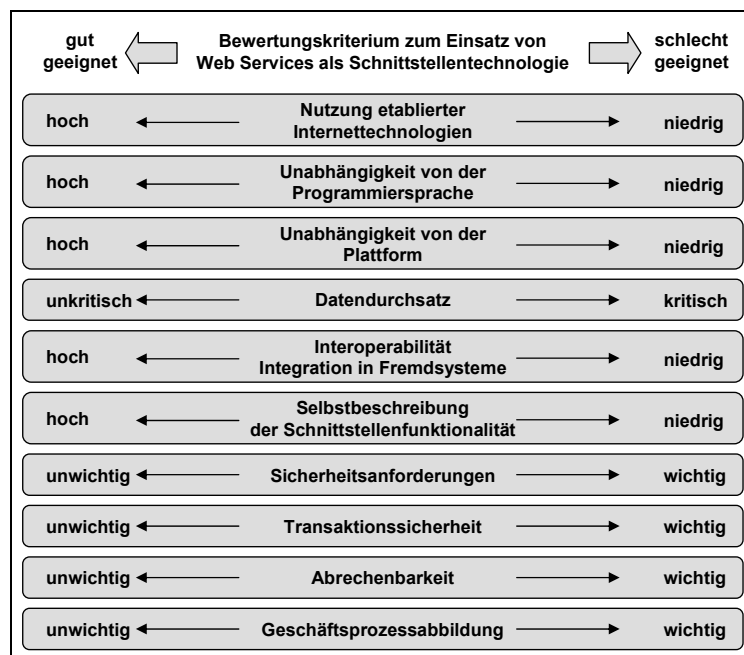 gut geeignet
Bewertungskriterium zum Einsatz von
Web Services als Schnittstellentechnologie
schlecht geeignet
hoch
Nutzung etablierter
Internettechnologien
niedrig
hoch
Unabhängigkeit von der
Programmiersprache
niedrig
hoch
Unabhängigkeit von der
Plattform
niedrig
unkritisch
Datendurchsatz
kritisch
hoch
Interoperabilität
Integration in Fremdsysteme
niedrig
hoch
Selbstbeschreibung
der Schnittstellenfunktionalität
niedrig
unwichtig
Sicherheitsanforderungen
wichtig
unwichtig
Transaktionssicherheit
wichtig
unwichtig
Abrechenbarkeit
wichtig
unwichtig
Geschäftsprozessabbildung
wichtig